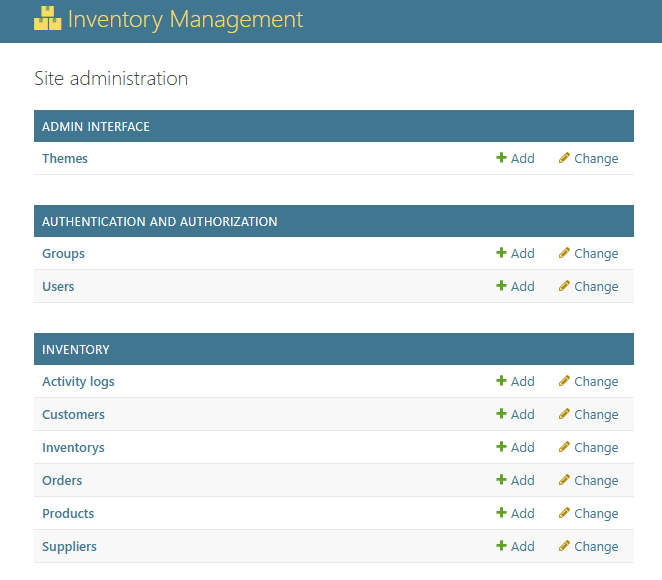 Inventory Management
Site administration
ADMIN INTERFACE
Themes Add Change
AUTHENTICATION AND AUTHORIZATION
Groups Add Change
Users Add Change
INVENTORY
Activity logs Add Change
Customers Add Change
Inventorys Add Change
Orders Add Change
Products Add Change
Suppliers Add Change